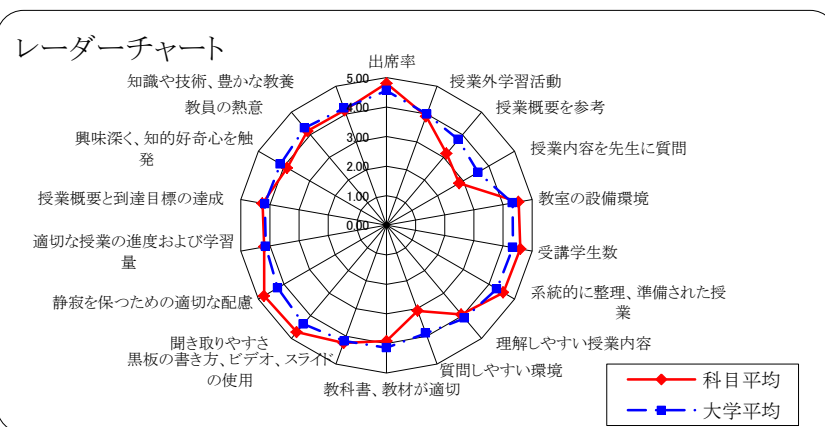 レーダーチャート
出席率
授業外学習活動
授業概要を参考
授業内容を先生に質問
教室の設備環境
受講学生数
系統的に整理、準備された授
業
理解しやすい授業内容
質問しやすい環境
教科書、教材が適切
黒板の書き方、ビデオ、スライド
の使用
聞き取りやすさ
静寂を保つための適切な配慮
適切な授業の進度および学習
量
授業概要と到達目標の達成
興味深く、知的好奇心を触
発
教員の熱意
知識や技術、豊かな教養
5.00
4.00
3.00
2.00
1.00
0.00
科目平均
大学平均